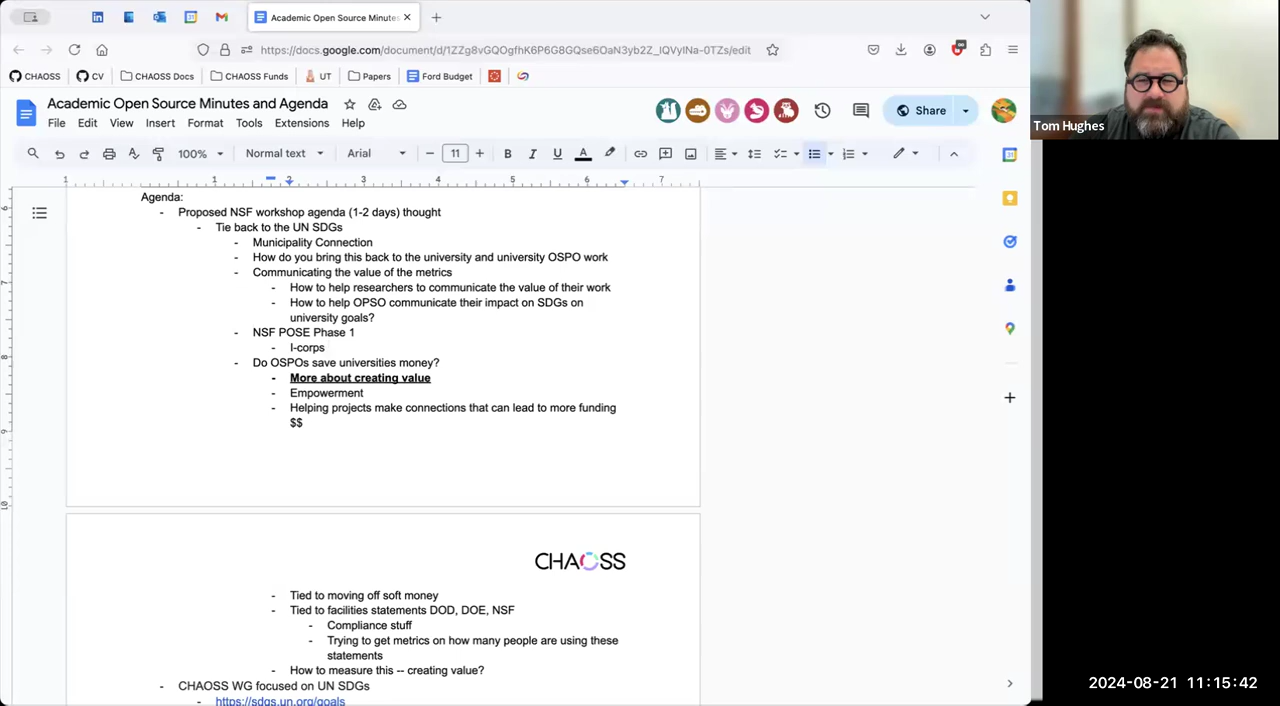 Academic Open Source Minutes
https://docs.google.com/document/d/1ZZg8vGQOgfhK6P6G8GQse6OaN3yb2Z_IQVyINa-0TZs/edit
CHAOSS
CV
CHAOSS Docs
CHAOSS Funds
UT
Papers
Ford Budget
Academic Open Source Minutes and Agenda
File Edit View Insert Format Tools Extensions Help
Share
100%
Normal text
Arial
11
B I U A
1 1 2 3 4 5 6 7
Agenda:
- Proposed NSF workshop agenda (1-2 days) thought
- Tie back to the UN SDGs
- Municipality Connection
- How do you bring this back to the university and university OSPO work
- Communicating the value of the metrics
- How to help researchers to communicate the value of their work
- How to help OPSO communicate their impact on SDGs on
university goals?
- NSF POSE Phase 1
- I-corps
- Do OSPOs save universities money?
- More about creating value
- Empowerment
- Helping projects make connections that can lead to more funding
$$
CHAOSS
- Tied to moving off soft money
- Tied to facilities statements DOD, DOE, NSF
- Compliance stuff
- Trying to get metrics on how many people are using these
statements
- How to measure this -- creating value?
- CHAOSS WG focused on UN SDGs
- https://sdgs.un.org/goals
Tom Hughes
2024-08-21 11:15:42